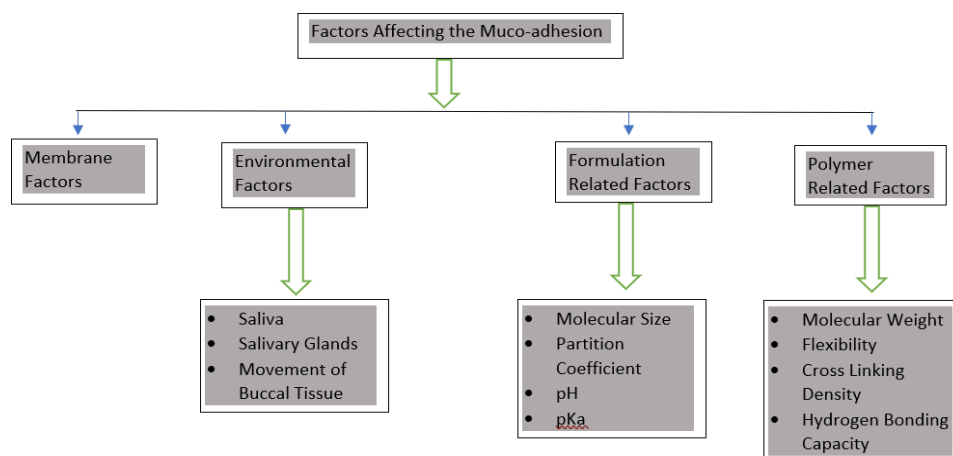 Factors Affecting the Muco-adhesion
Membrane
Factors
Environmental
Factors
Formulation
Related Factors
Polymer
Related Factors
• Saliva
• Salivary Glands
• Movement of
Buccal Tissue
• Molecular Size
• Partition
Coefficient
• pH
• pKa
• Molecular Weight
• Flexibility
• Cross Linking
Density
• Hydrogen Bonding
Capacity